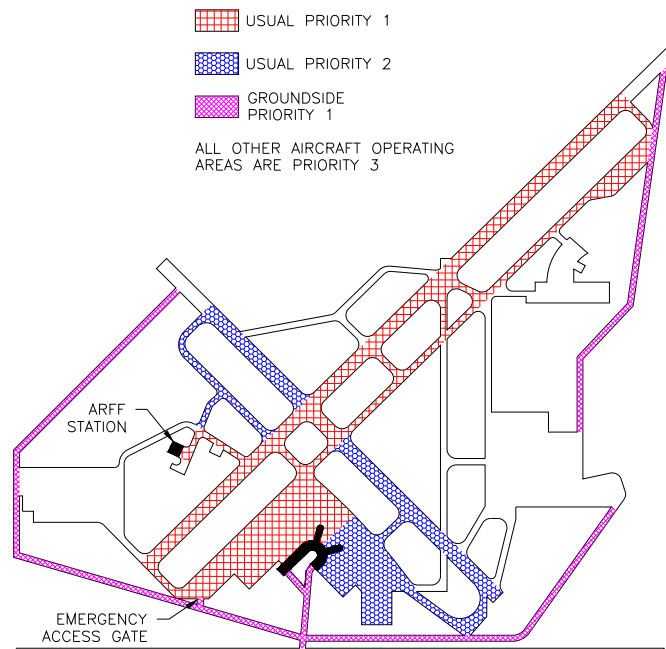 USUAL PRIORITY 1
USUAL PRIORITY 2
GROUNDSIDE
PRIORITY 1
ALL OTHER AIRCRAFT OPERATING
AREAS ARE PRIORITY 3
ARFF
STATION
EMERGENCY
ACCESS GATE